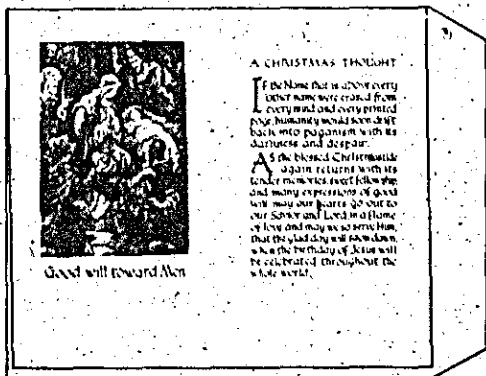 Good will toward Men
A CHRISTMAS THOUGHT
IF the Name that is above every
other name were erased from
every mind and every printed
page, humanity would soon drift
back into paganism with its
darkness and despair.
AS the blessed Christmastide
again returns with its
tender memories, sweet fellowship,
and many expressions of good
will may our hearts go out to
our Savior and Lord in a flame
of love and may we so serve Him,
that the glad day will soon dawn,
when the birthday of Jesus will
be celebrated throughout the
whole world.